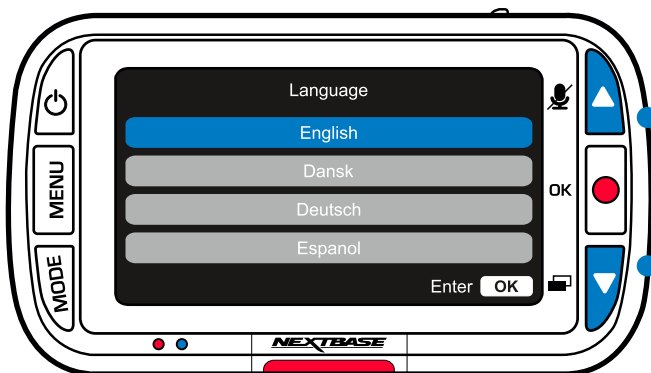 Language
English
Dansk
Deutsch
Espanol
Enter OK
MENU
MODE
OK
NEXTBASE